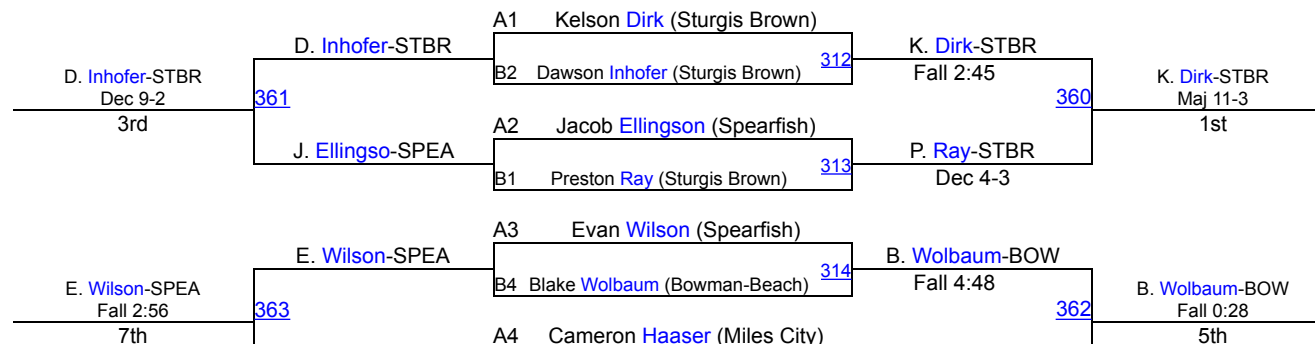 A1 Kelson Dirk (Sturgis Brown)
D. Inhofer-STBR K. Dirk-STBR
B2 Dawson Inhofer (Sturgis Brown) 312 Fall 2:45
D. Inhofer-STBR K. Dirk-STBR
Dec 9-2 361 360 Maj 11-3
3rd 1st
A2 Jacob Ellingson (Spearfish)
J. Ellingso-SPEA P. Ray-STBR
B1 Preston Ray (Sturgis Brown) 313 Dec 4-3
A3 Evan Wilson (Spearfish)
E. Wilson-SPEA B. Wolbaum-BOW
B4 Blake Wolbaum (Bowman-Beach) 314 Fall 4:48
E. Wilson-SPEA B. Wolbaum-BOW
Fall 2:56 363 362 Fall 0:28
7th A4 Cameron Haaser (Miles City) 5th